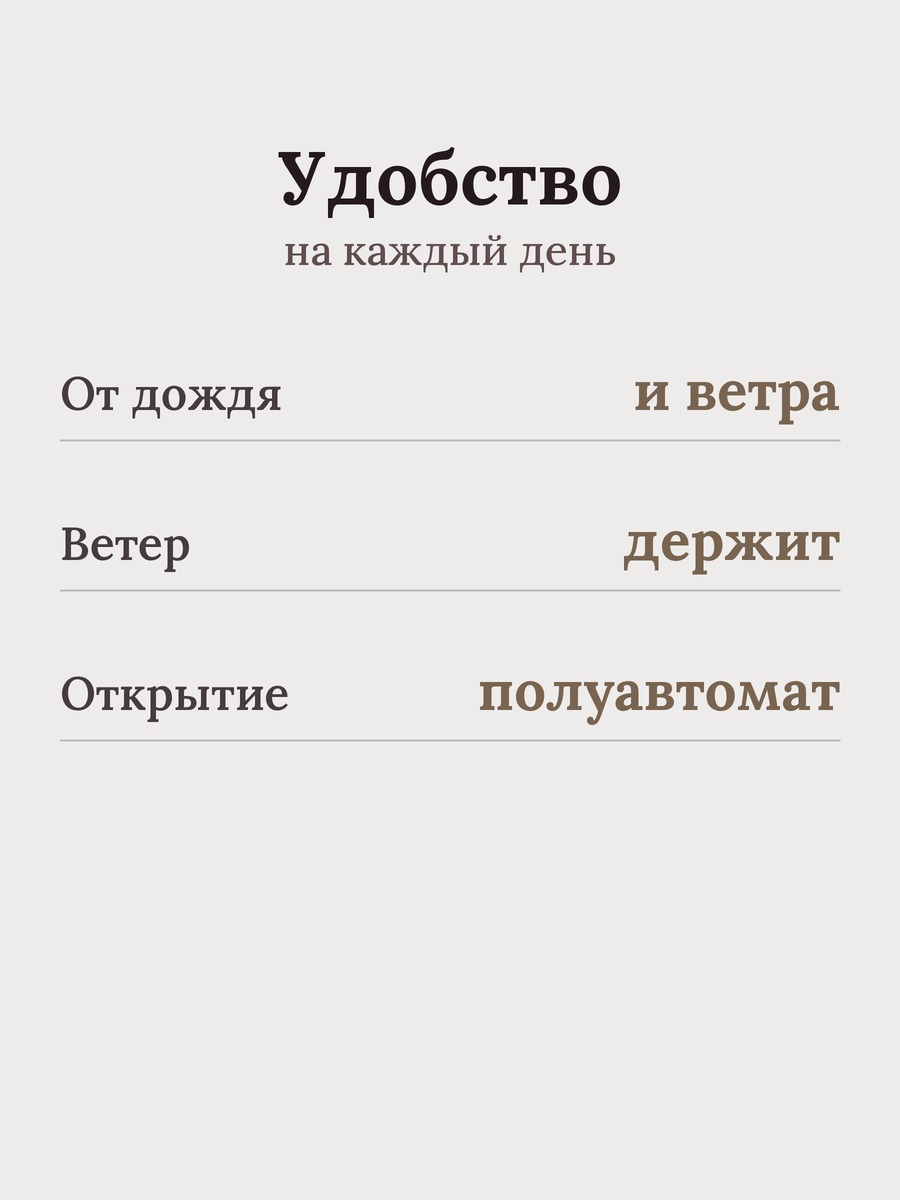 Удобство
на каждый день
От дождя и ветра
Ветер держит
Открытие полуавтомат